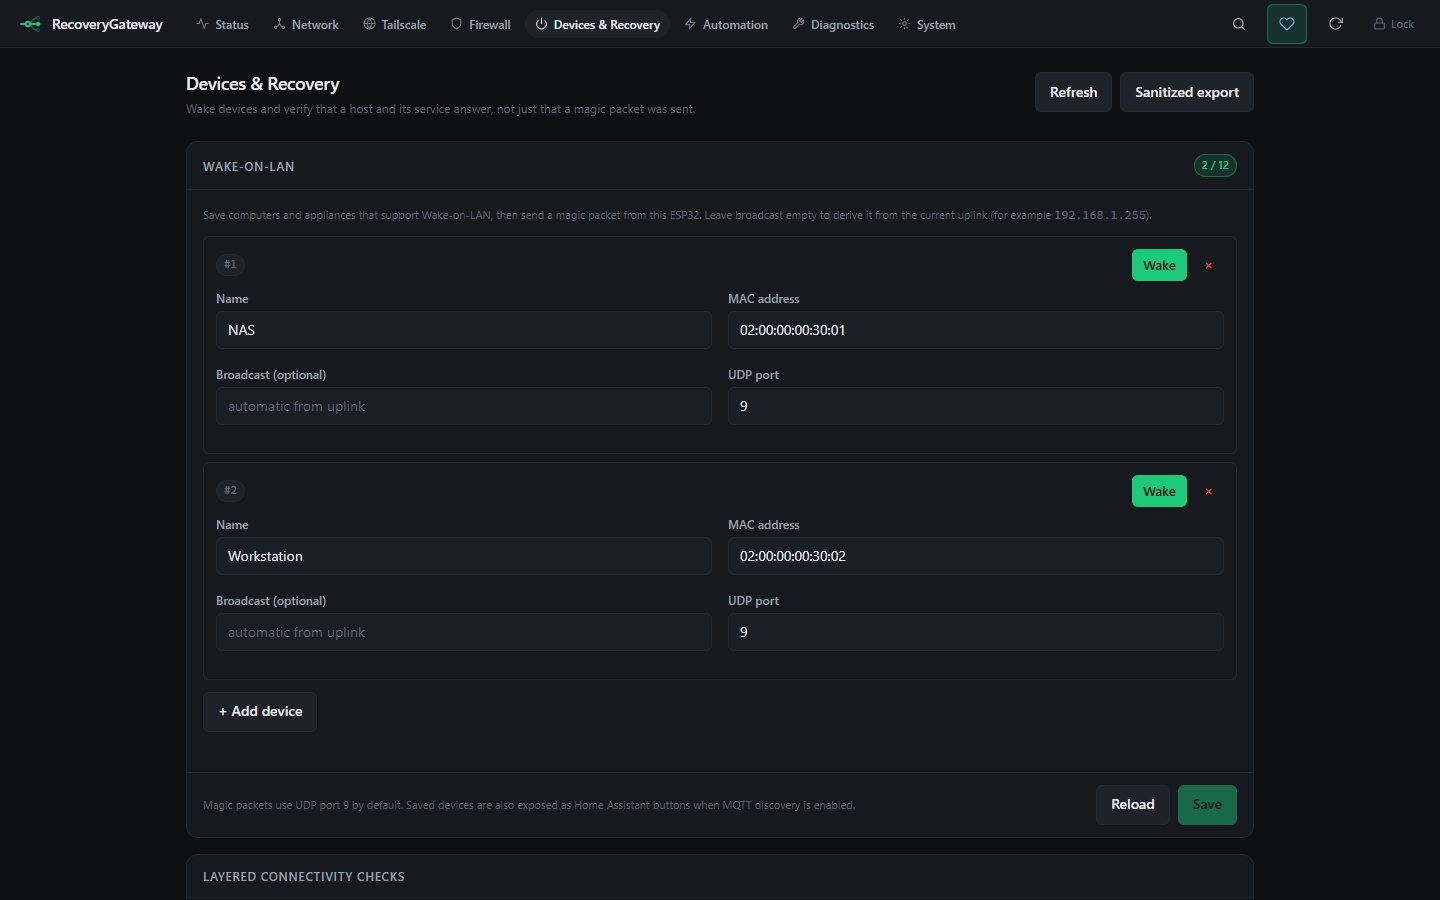 RecoveryGateway
Status
Network
Tailscale
Firewall
Devices & Recovery
Automation
Diagnostics
System
Lock
Devices & Recovery
Wake devices and verify that a host and its service answer, not just that a magic packet was sent.
Refresh
Sanitized export
WAKE-ON-LAN
2 / 12
Save computers and appliances that support Wake-on-LAN, then send a magic packet from this ESP32. Leave broadcast empty to derive it from the current uplink (for example 192.168.1.255).
#1
Wake
×
Name
MAC address
NAS
02:00:00:00:30:01
Broadcast (optional)
UDP port
automatic from uplink
9
#2
Wake
×
Name
MAC address
Workstation
02:00:00:00:30:02
Broadcast (optional)
UDP port
automatic from uplink
9
+ Add device
Magic packets use UDP port 9 by default. Saved devices are also exposed as Home Assistant buttons when MQTT discovery is enabled.
Reload
Save
LAYERED CONNECTIVITY CHECKS